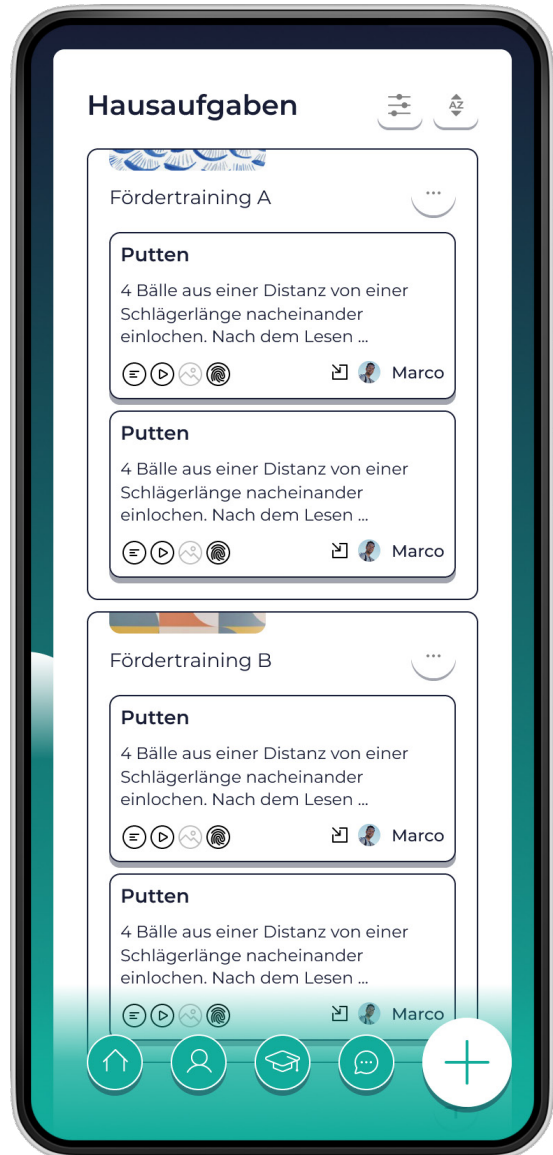 Hausaufgaben
AZ
Fördertraining A
Putten
4 Bälle aus einer Distanz von einer
Schlägerlänge nacheinander
einlochen. Nach dem Lesen ...
Marco
Putten
4 Bälle aus einer Distanz von einer
Schlägerlänge nacheinander
einlochen. Nach dem Lesen ...
Marco
Fördertraining B
Putten
4 Bälle aus einer Distanz von einer
Schlägerlänge nacheinander
einlochen. Nach dem Lesen ...
Marco
Putten
4 Bälle aus einer Distanz von einer
Schlägerlänge nacheinander
einlochen. Nach dem Lesen ...
Marco